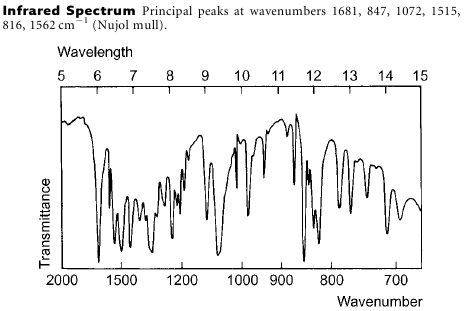 Infrared Spectrum Principal peaks at wavenumbers 1681, 847, 1072, 1515,
816, 1562 cm−1 (Nujol mull).
Wavelength
5 6 7 8 9 10 11 12 13 14 15
Transmittance
2000 1500 1200 1000 900 800 700
Wavenumber